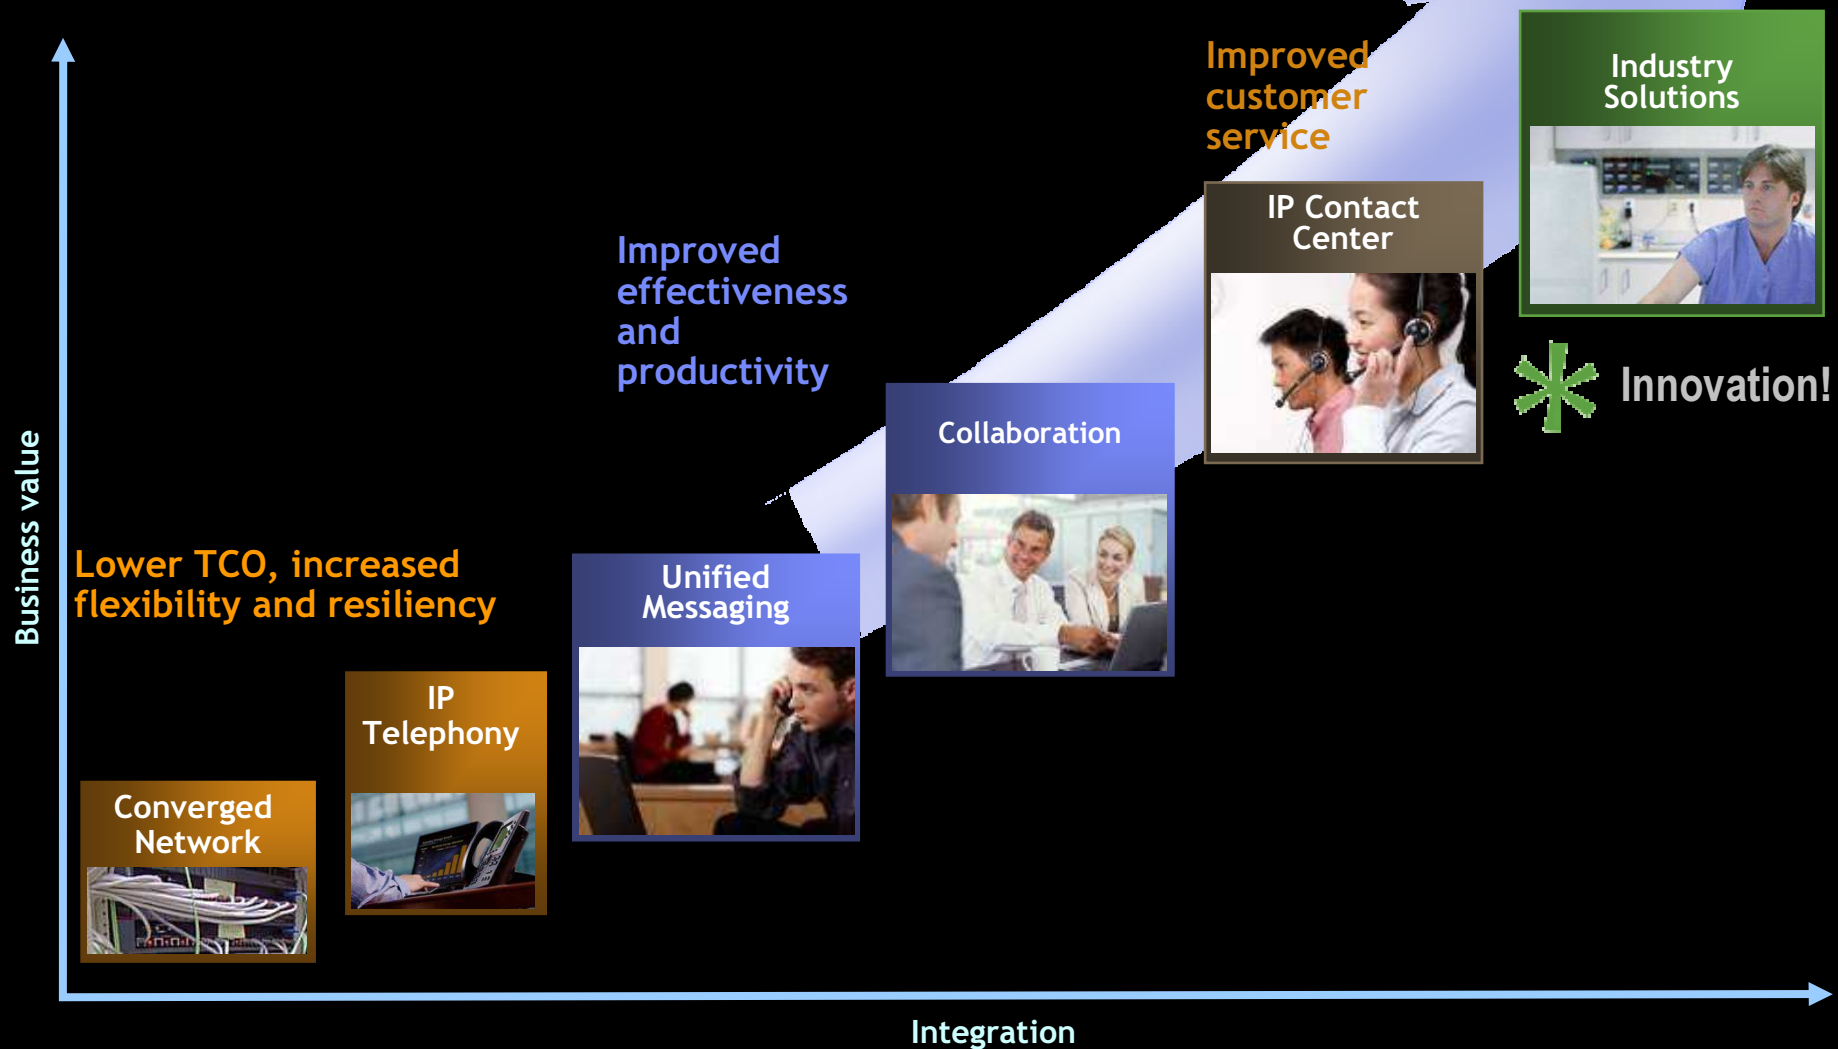 Improved
customer
service
Industry
Solutions
IP Contact
Center
Improved
effectiveness
and
productivity
Innovation!
Collaboration
Business value
Lower TCO, increased
flexibility and resiliency
Unified
Messaging
IP
Telephony
Converged
Network
Integration